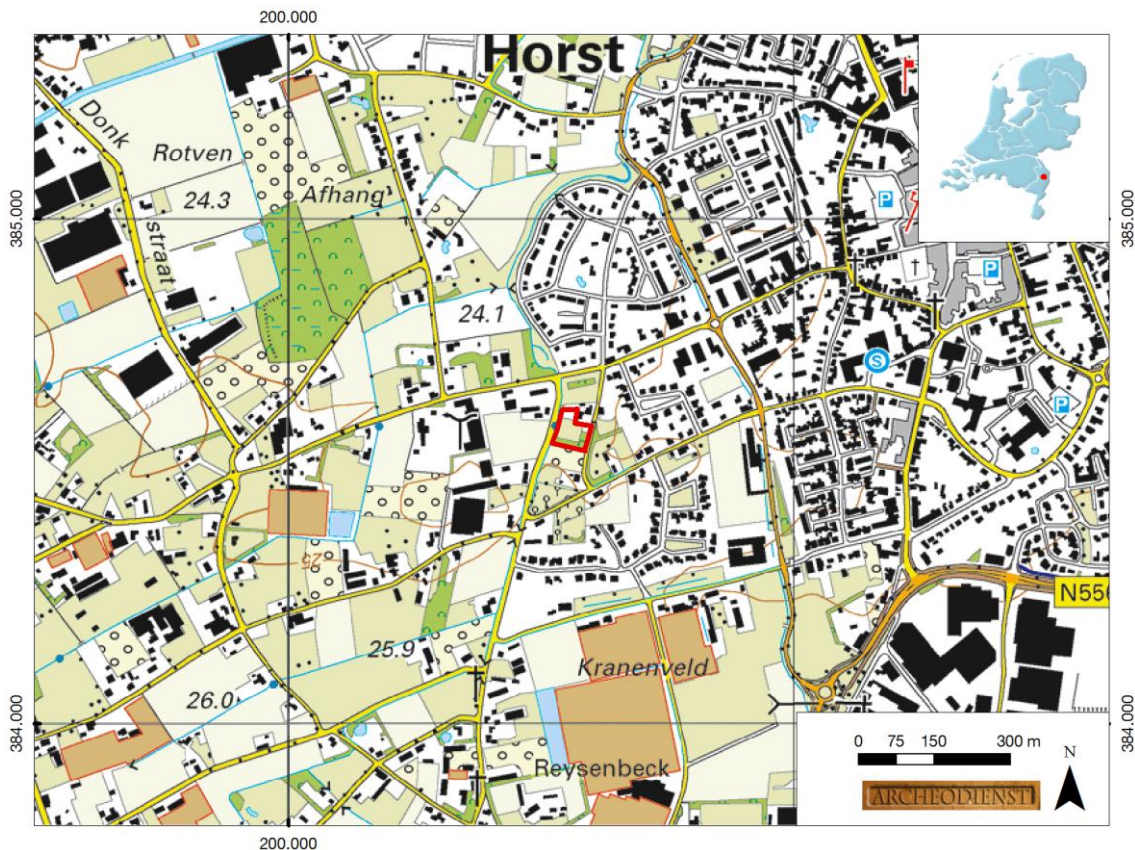 200.000
Horst
Donk
straat
Rotven
24.3
Afhang
P
385.000
385.000
†
P
24.1
S
P
25
N556
25.9
26.0
Kranenveld
384.000
384.000
Reysenbeck
0 75 150 300 m
N
ARCHEODIENST
200.000